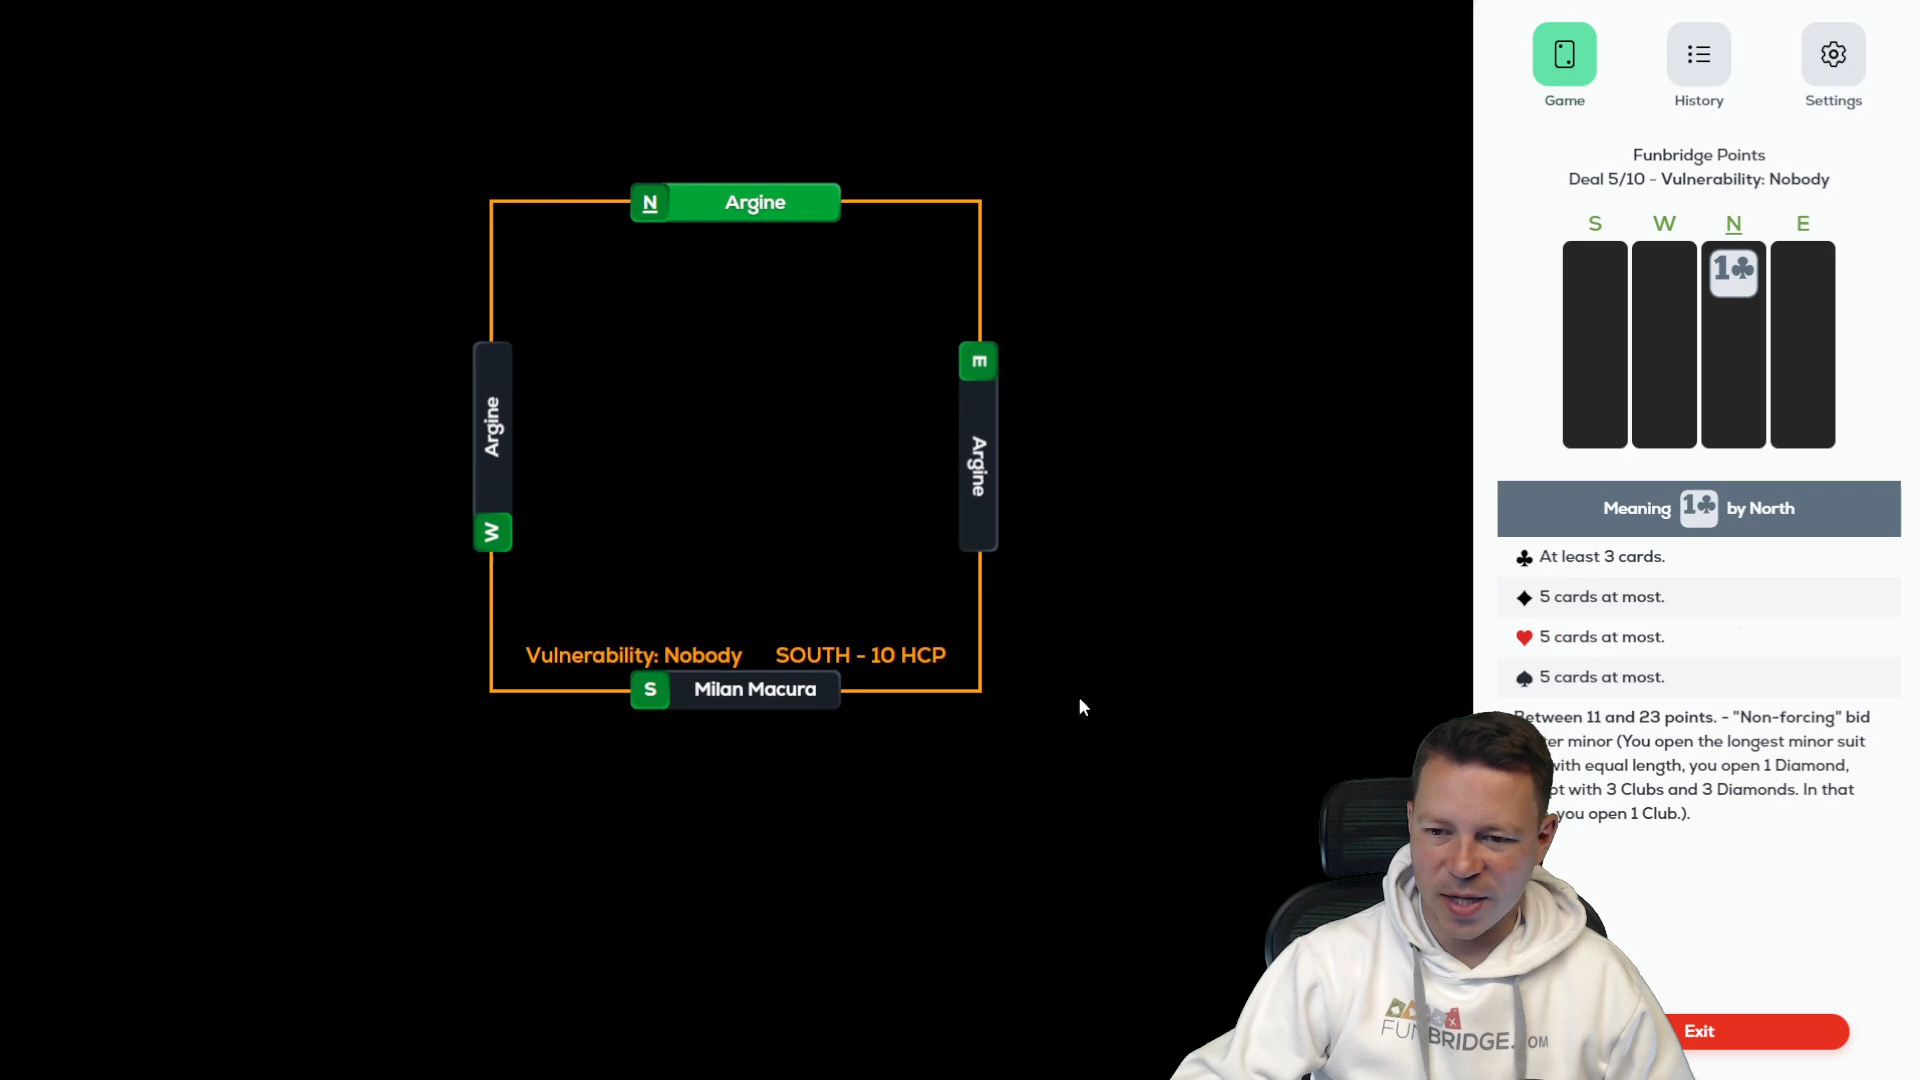 Game
History
Settings
Funbridge Points
Deal 5/10 - Vulnerability: Nobody
S W N E
1♣
Meaning 1♣ by North
♣ At least 3 cards.
♦ 5 cards at most.
♥ 5 cards at most.
♠ 5 cards at most.
Between 11 and 23 points. - "Non-forcing" bid
minor (You open the longest minor suit
with equal length, you open 1 Diamond,
with 3 Clubs and 3 Diamonds. In that
you open 1 Club.).
Exit
N Argine
Argine W
E Argine
Vulnerability: Nobody SOUTH - 10 HCP
S Milan Macura
FUNBRIDGE.COM